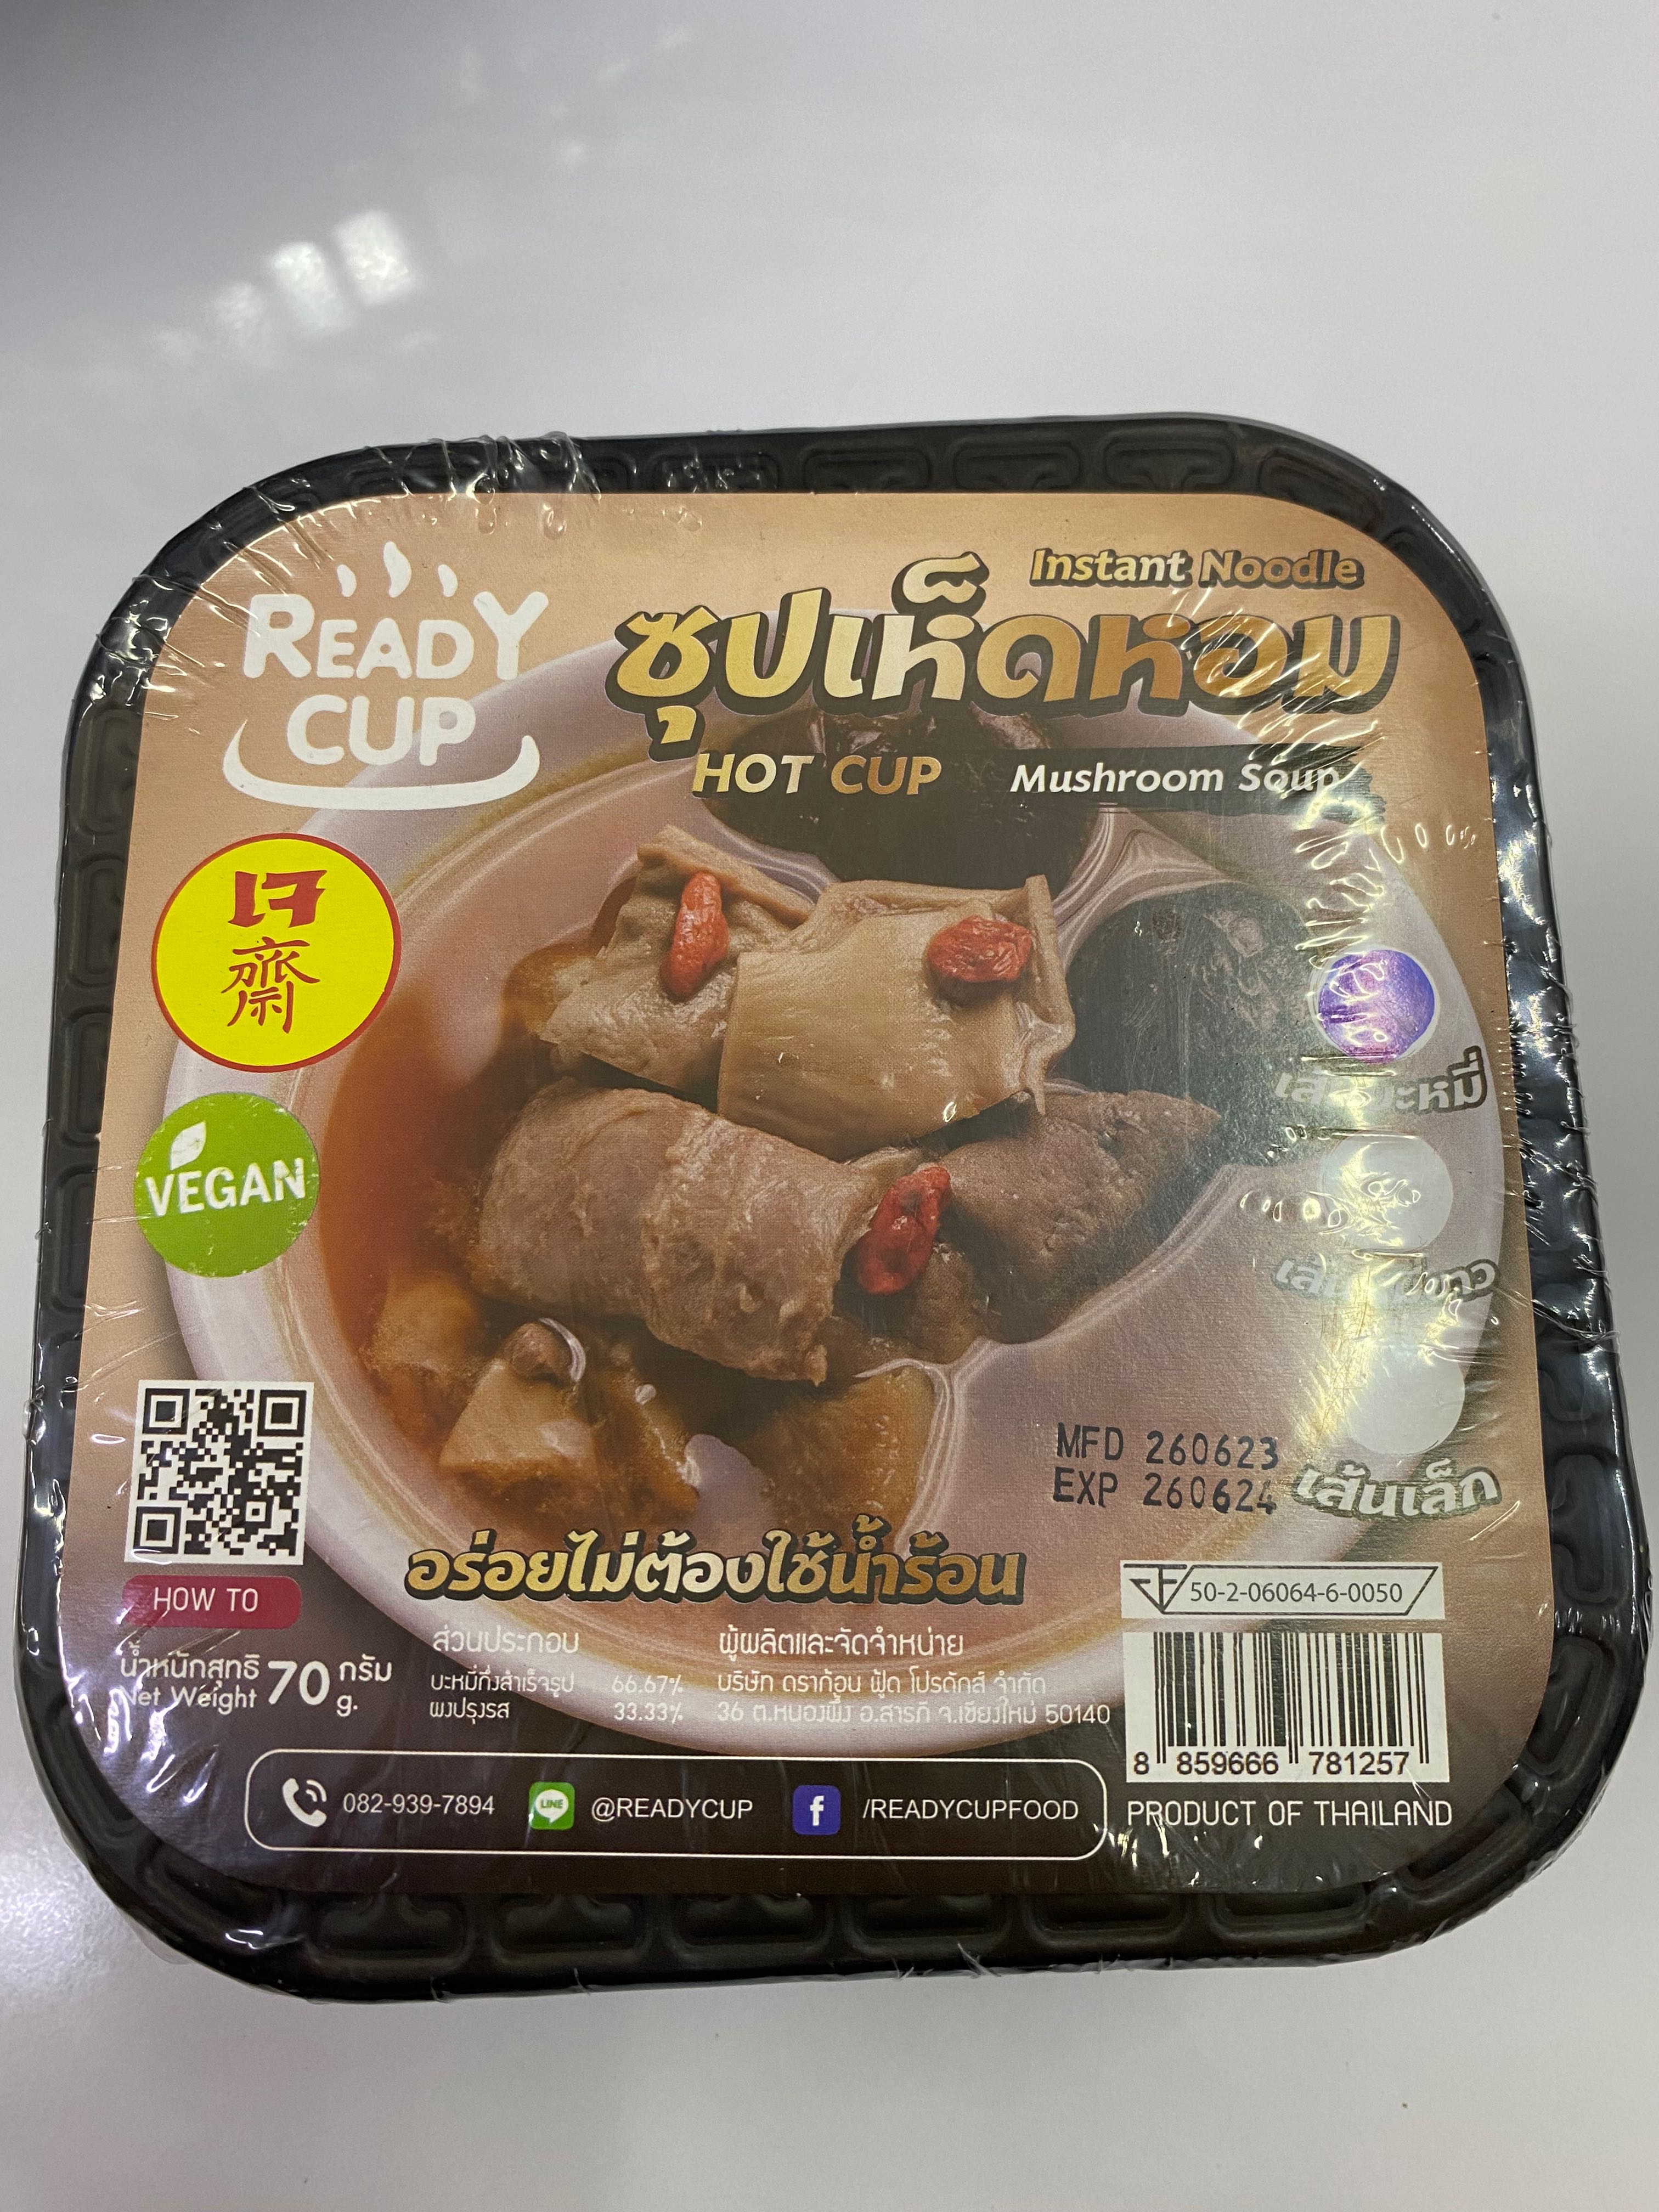 Instant Noodle
READY
CUP
ซุปเห็ดหอม
HOT CUP
Mushroom Soup
เจ
齋
VEGAN
เส้นบะหมี่
เส้นเล็ก
MFD 260623
EXP 260624
อร่อยไม่ต้องใช้น้ำร้อน
HOW TO
50-2-06064-6-0050
น้ำหนักสุทธิ 70 กรัม
Net Weight g.
ส่วนประกอบ
บะหมี่กึ่งสำเร็จรูป 66.67%
ผงปรุงรส 33.33%
ผู้ผลิตและจัดจำหน่าย
บริษัท ดราก้อน ฟู้ด โปรดักส์ จำกัด
36 ต.หนองผึ้ง อ.สารภี จ.เชียงใหม่ 50140
8 859666 781257
PRODUCT OF THAILAND
082-939-7894
LINE
@READYCUP
f
/READYCUPFOOD